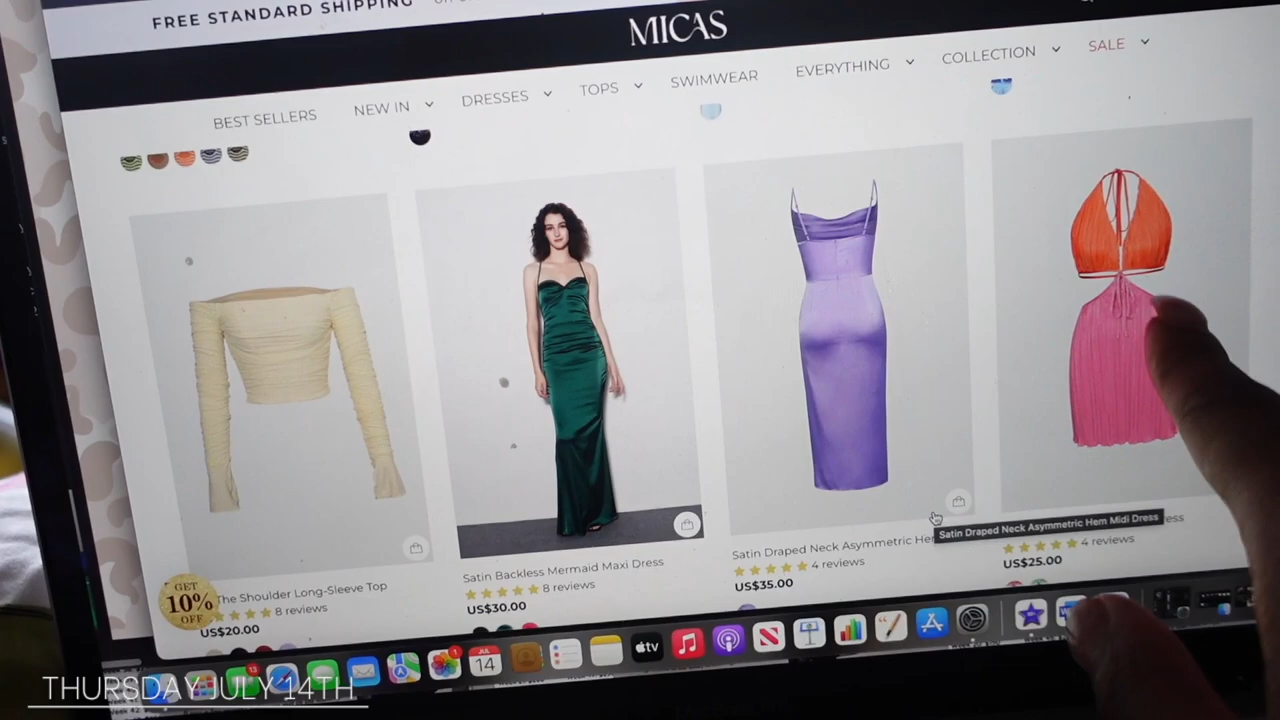 FREE STANDARD SHIPPING
MICAS
BEST SELLERS NEW IN DRESSES TOPS SWIMWEAR EVERYTHING COLLECTION SALE
The Shoulder Long-Sleeve Top
8 reviews
US$20.00
Satin Backless Mermaid Maxi Dress
8 reviews
US$30.00
Satin Draped Neck Asymmetric He
4 reviews
US$35.00
Satin Draped Neck Asymmetric Hem Midi Dress
4 reviews
US$25.00
GET
10%
OFF
13
1
JUL
14
tv
THURSDAY JULY 14TH